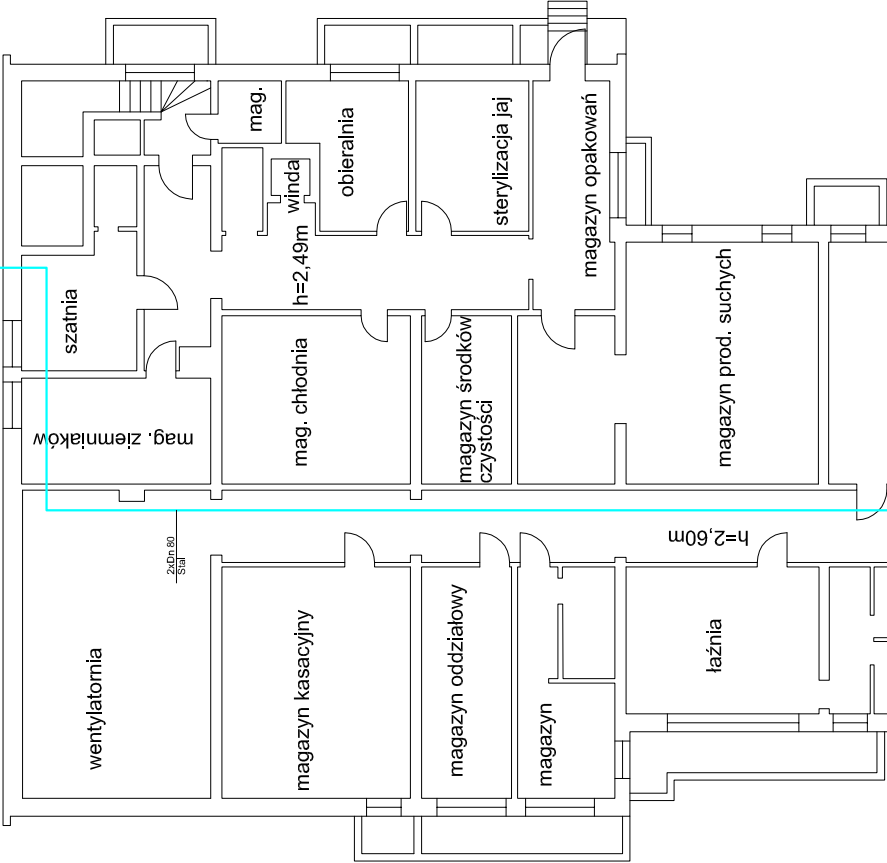 mag.
obieralnia
sterylizacja jaj
magazyn opakowań
winda
h=2,49m
szatnia
mag. ziemniaków
mag. chłodnia
magazyn środków
czystości
magazyn prod. suchych
2xDn 80
Stal
h=2,60m
wentylatornia
magazyn kasacyjny
magazyn oddziałowy
magazyn
łaźnia